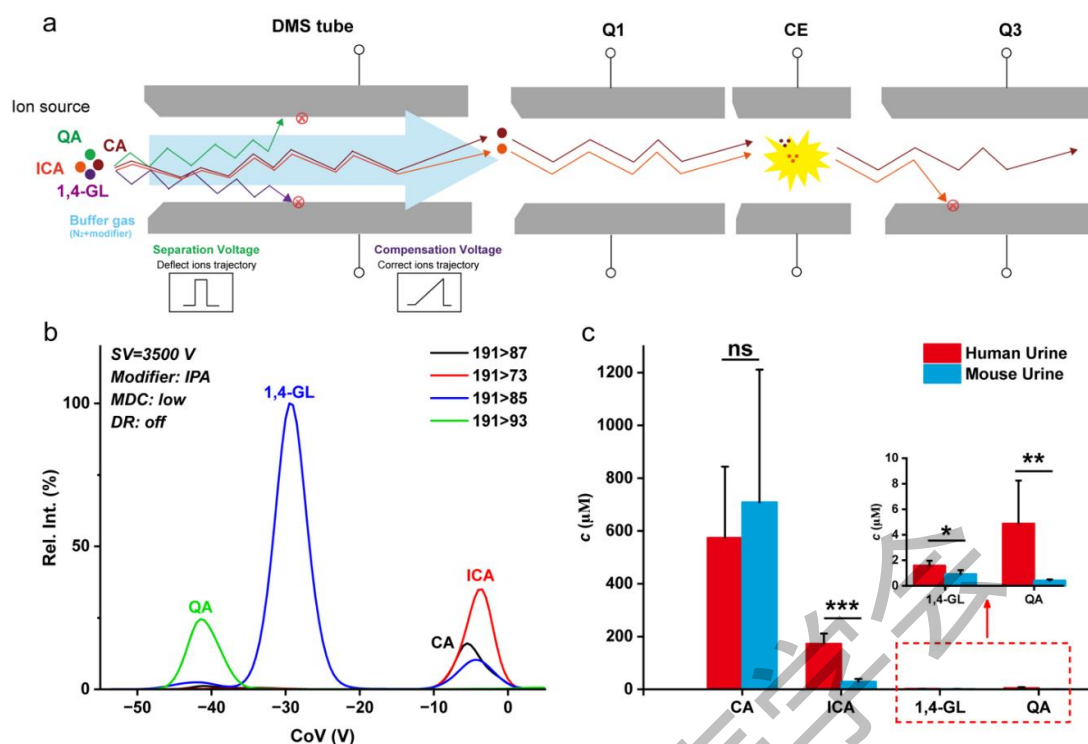 a
DMS tube
Q1
CE
Q3
Ion source
QA
CA
ICA
1,4-GL
Buffer gas
(N₂+modifier)
Separation Voltage
Deflect ions trajectory
Compensation Voltage
Correct ions trajectory
b
SV=3500 V
Modifier: IPA
MDC: low
DR: off
191>87
191>73
191>85
191>93
1,4-GL
QA
CA
ICA
Rel. Int. (%)
100
50
0
−50
−40
−30
−20
−10
0
CoV (V)
c
Human Urine
Mouse Urine
ns
***
c (μM)
1200
1000
800
600
400
200
0
CA
ICA
1,4-GL
QA
c (μM)
10
8
6
4
2
0
*
**
1,4-GL
QA
学会